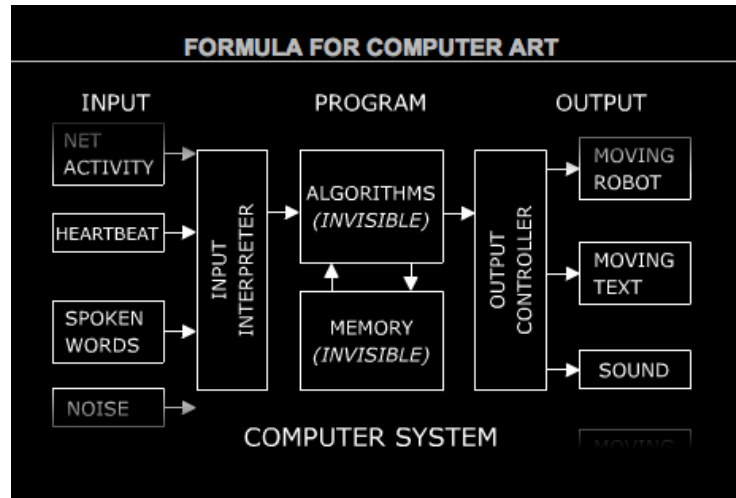 FORMULA FOR COMPUTER ART
INPUT
PROGRAM
OUTPUT
NET
ACTIVITY
HEARTBEAT
SPOKEN
WORDS
NOISE
INPUT
INTERPRETER
ALGORITHMS
(INVISIBLE)
MEMORY
(INVISIBLE)
OUTPUT
CONTROLLER
MOVING
ROBOT
MOVING
TEXT
SOUND
MOVING
COMPUTER SYSTEM